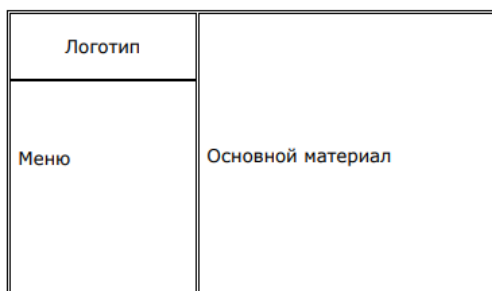 Логотип
Меню
Основной материал